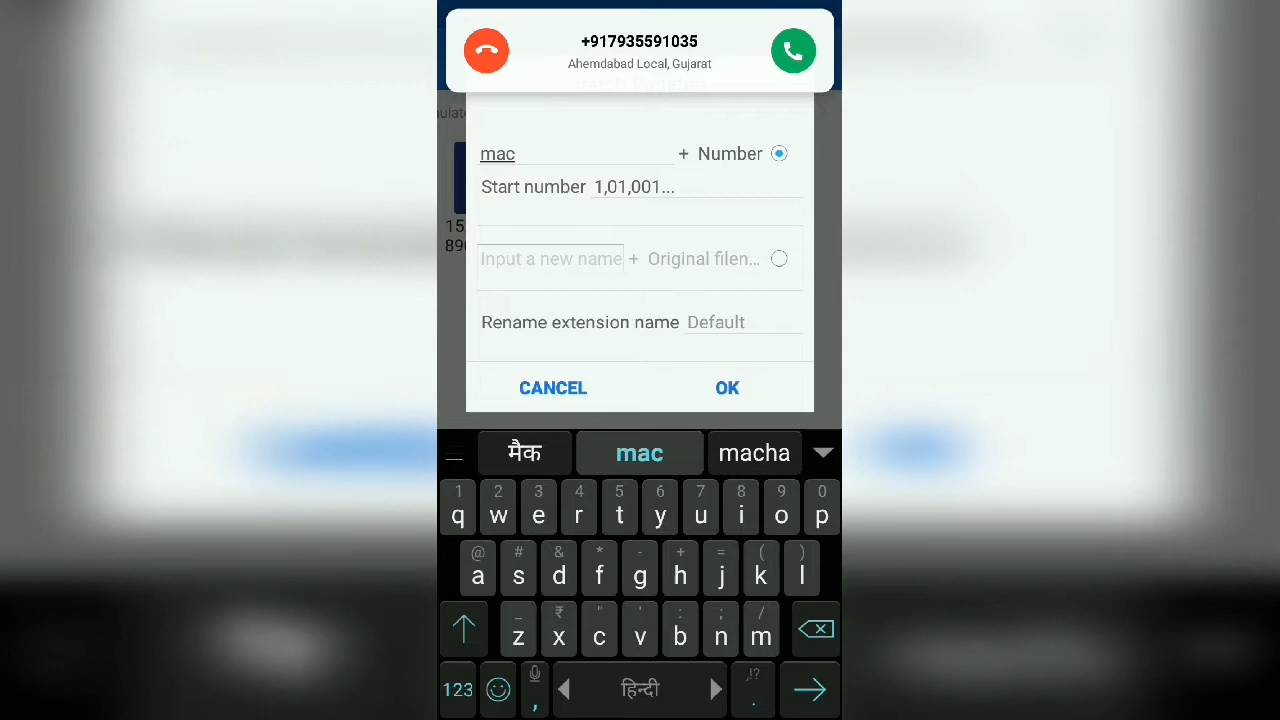 +917935591035
Ahemdabad Local, Gujarat
mac + Number
Start number 1,01,001...
Input a new name + Original filen...
Rename extension name Default
CANCEL OK
मैक mac macha
1 2 3 4 5 6 7 8 9 0
q w e r t y u i o p
@ # & * - + = ( )
a s d f g h j k l
_ ₹ " ' : ; /
z x c v b n m
123 , हिन्दी ,!? .